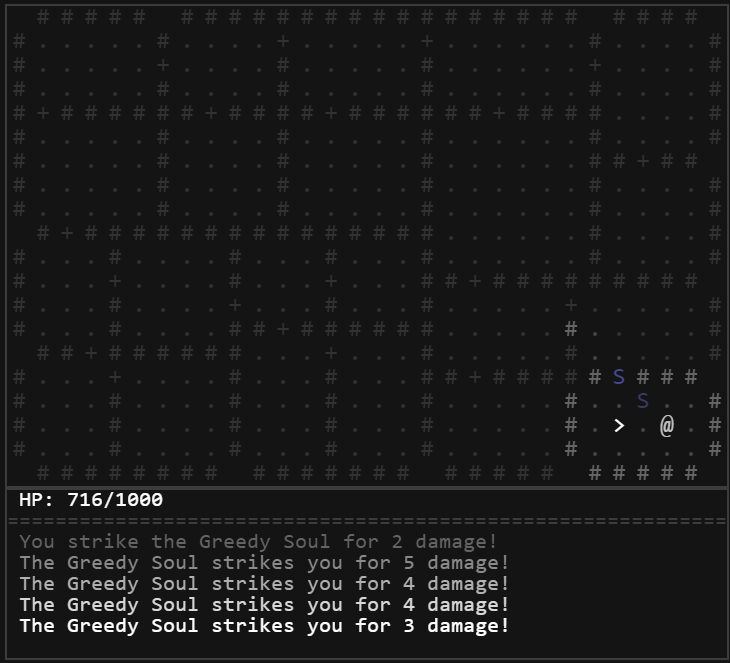 HP: 716/1000
You strike the Greedy Soul for 2 damage!
The Greedy Soul strikes you for 5 damage!
The Greedy Soul strikes you for 4 damage!
The Greedy Soul strikes you for 4 damage!
The Greedy Soul strikes you for 3 damage!